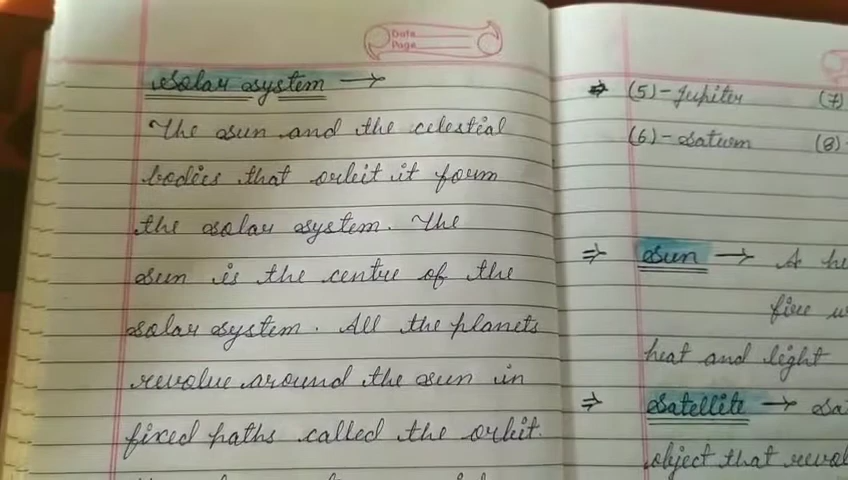 Date
Page
Solar system →
The sun and the celestial
bodies that orbit it form
the solar system. The
sun is the centre of the
solar system. All the planets
revolve around the sun in
fixed paths called the orbit.
⇒ (5)-Jupiter (7)
(6)-Saturn (8)-
⇒ Sun → A
fire
heat and light
⇒ Satellite →
object that